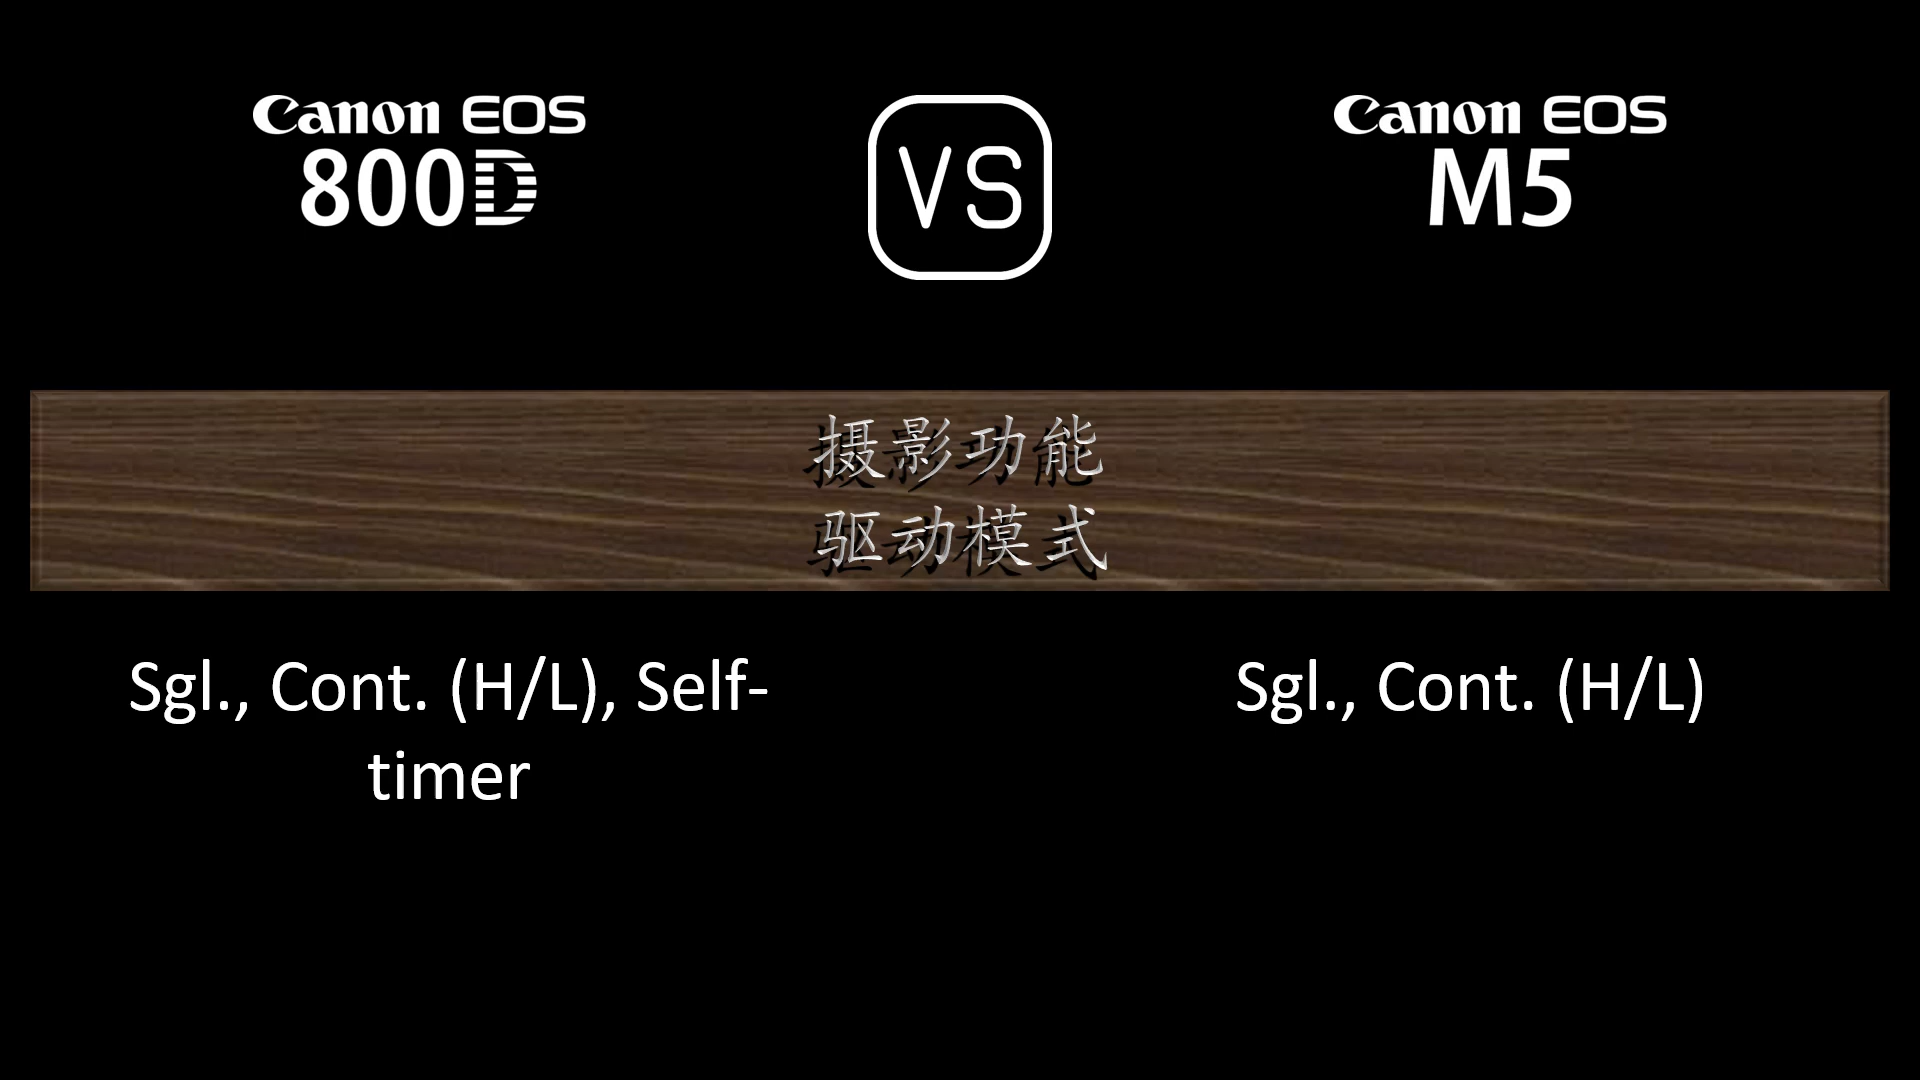 Canon EOS
800D
VS
Canon EOS
M5
摄影功能
驱动模式
Sgl., Cont. (H/L), Self-
timer
Sgl., Cont. (H/L)